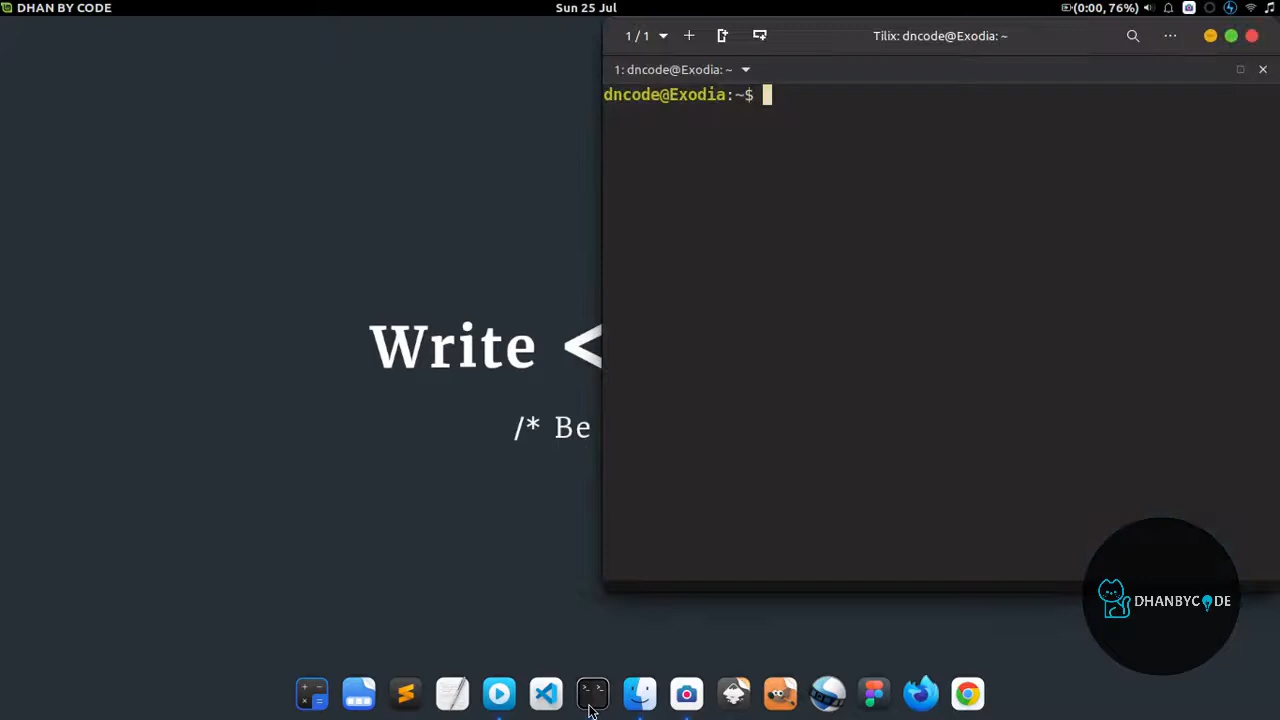 DHAN BY CODE
Sun 25 Jul
(0:00, 76%)
1 / 1
Tilix: dncode@Exodia: ~
1: dncode@Exodia: ~
dncode@Exodia:~$
Write <
/* Be
DHANBYCODE